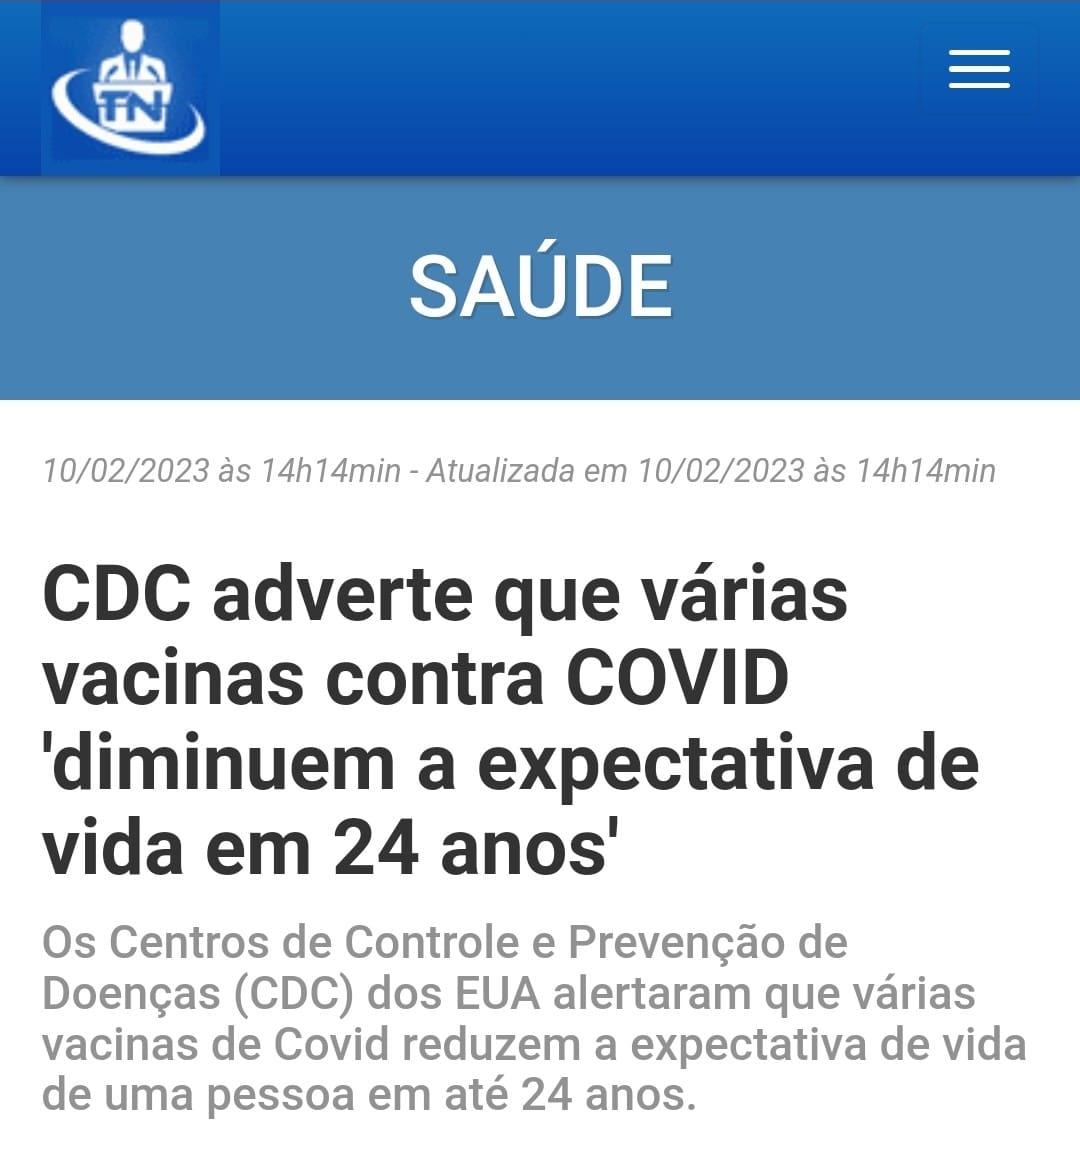 TN
SAÚDE
10/02/2023 às 14h14min - Atualizada em 10/02/2023 às 14h14min
CDC adverte que várias
vacinas contra COVID
'diminuem a expectativa de
vida em 24 anos'
Os Centros de Controle e Prevenção de
Doenças (CDC) dos EUA alertaram que várias
vacinas de Covid reduzem a expectativa de vida
de uma pessoa em até 24 anos.